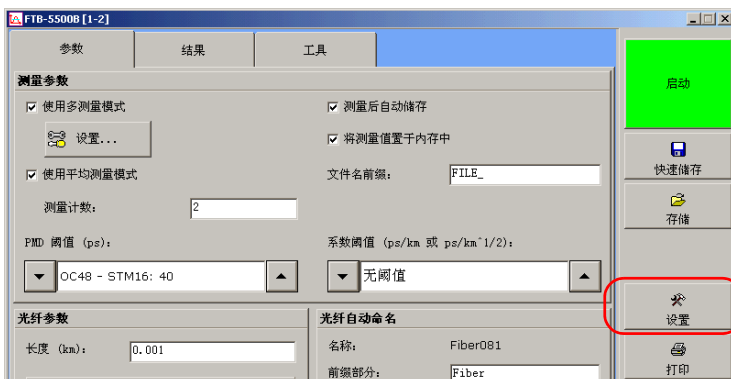 FTB-5500B [1-2]
参数 结果 工具
测量参数
使用多测量模式
设置...
使用平均测量模式
测量计数: 2
PMD 阈值 (ps):
OC48 - STM16: 40
测量后自动储存
将测量值置于内存中
文件名前缀: FILE_
系数阈值 (ps/km 或 ps/km^1/2):
无阈值
光纤参数
长度 (km): 0.001
光纤自动命名
名称: Fiber081
前缀部分: Fiber
启动
快速储存
存储
设置
打印